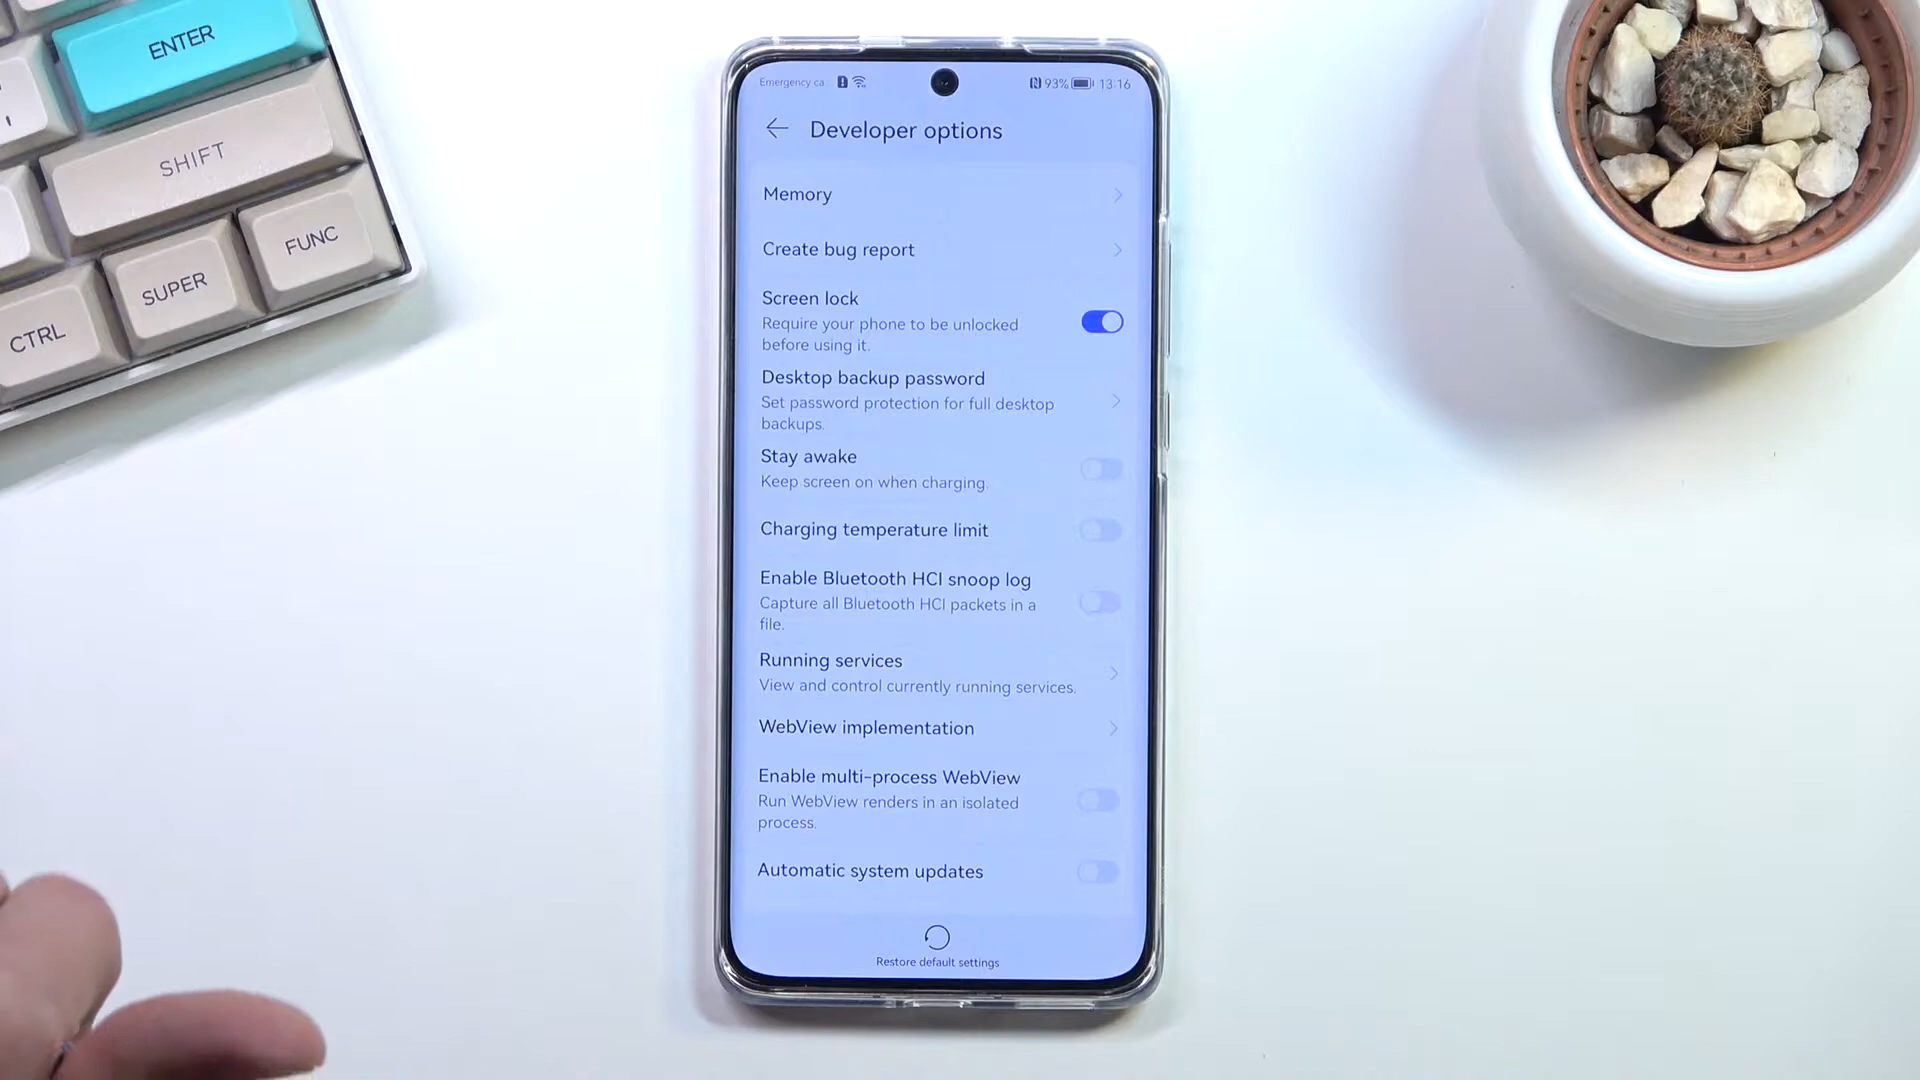 ENTER
SHIFT
FUNC
SUPER
CTRL
Emergency ca
93% 13:16
Developer options
Memory
Create bug report
Screen lock
Require your phone to be unlocked
before using it.
Desktop backup password
Set password protection for full desktop
backups.
Stay awake
Keep screen on when charging.
Charging temperature limit
Enable Bluetooth HCI snoop log
Capture all Bluetooth HCI packets in a
file.
Running services
View and control currently running services.
WebView implementation
Enable multi-process WebView
Run WebView renders in an isolated
process.
Automatic system updates
Restore default settings